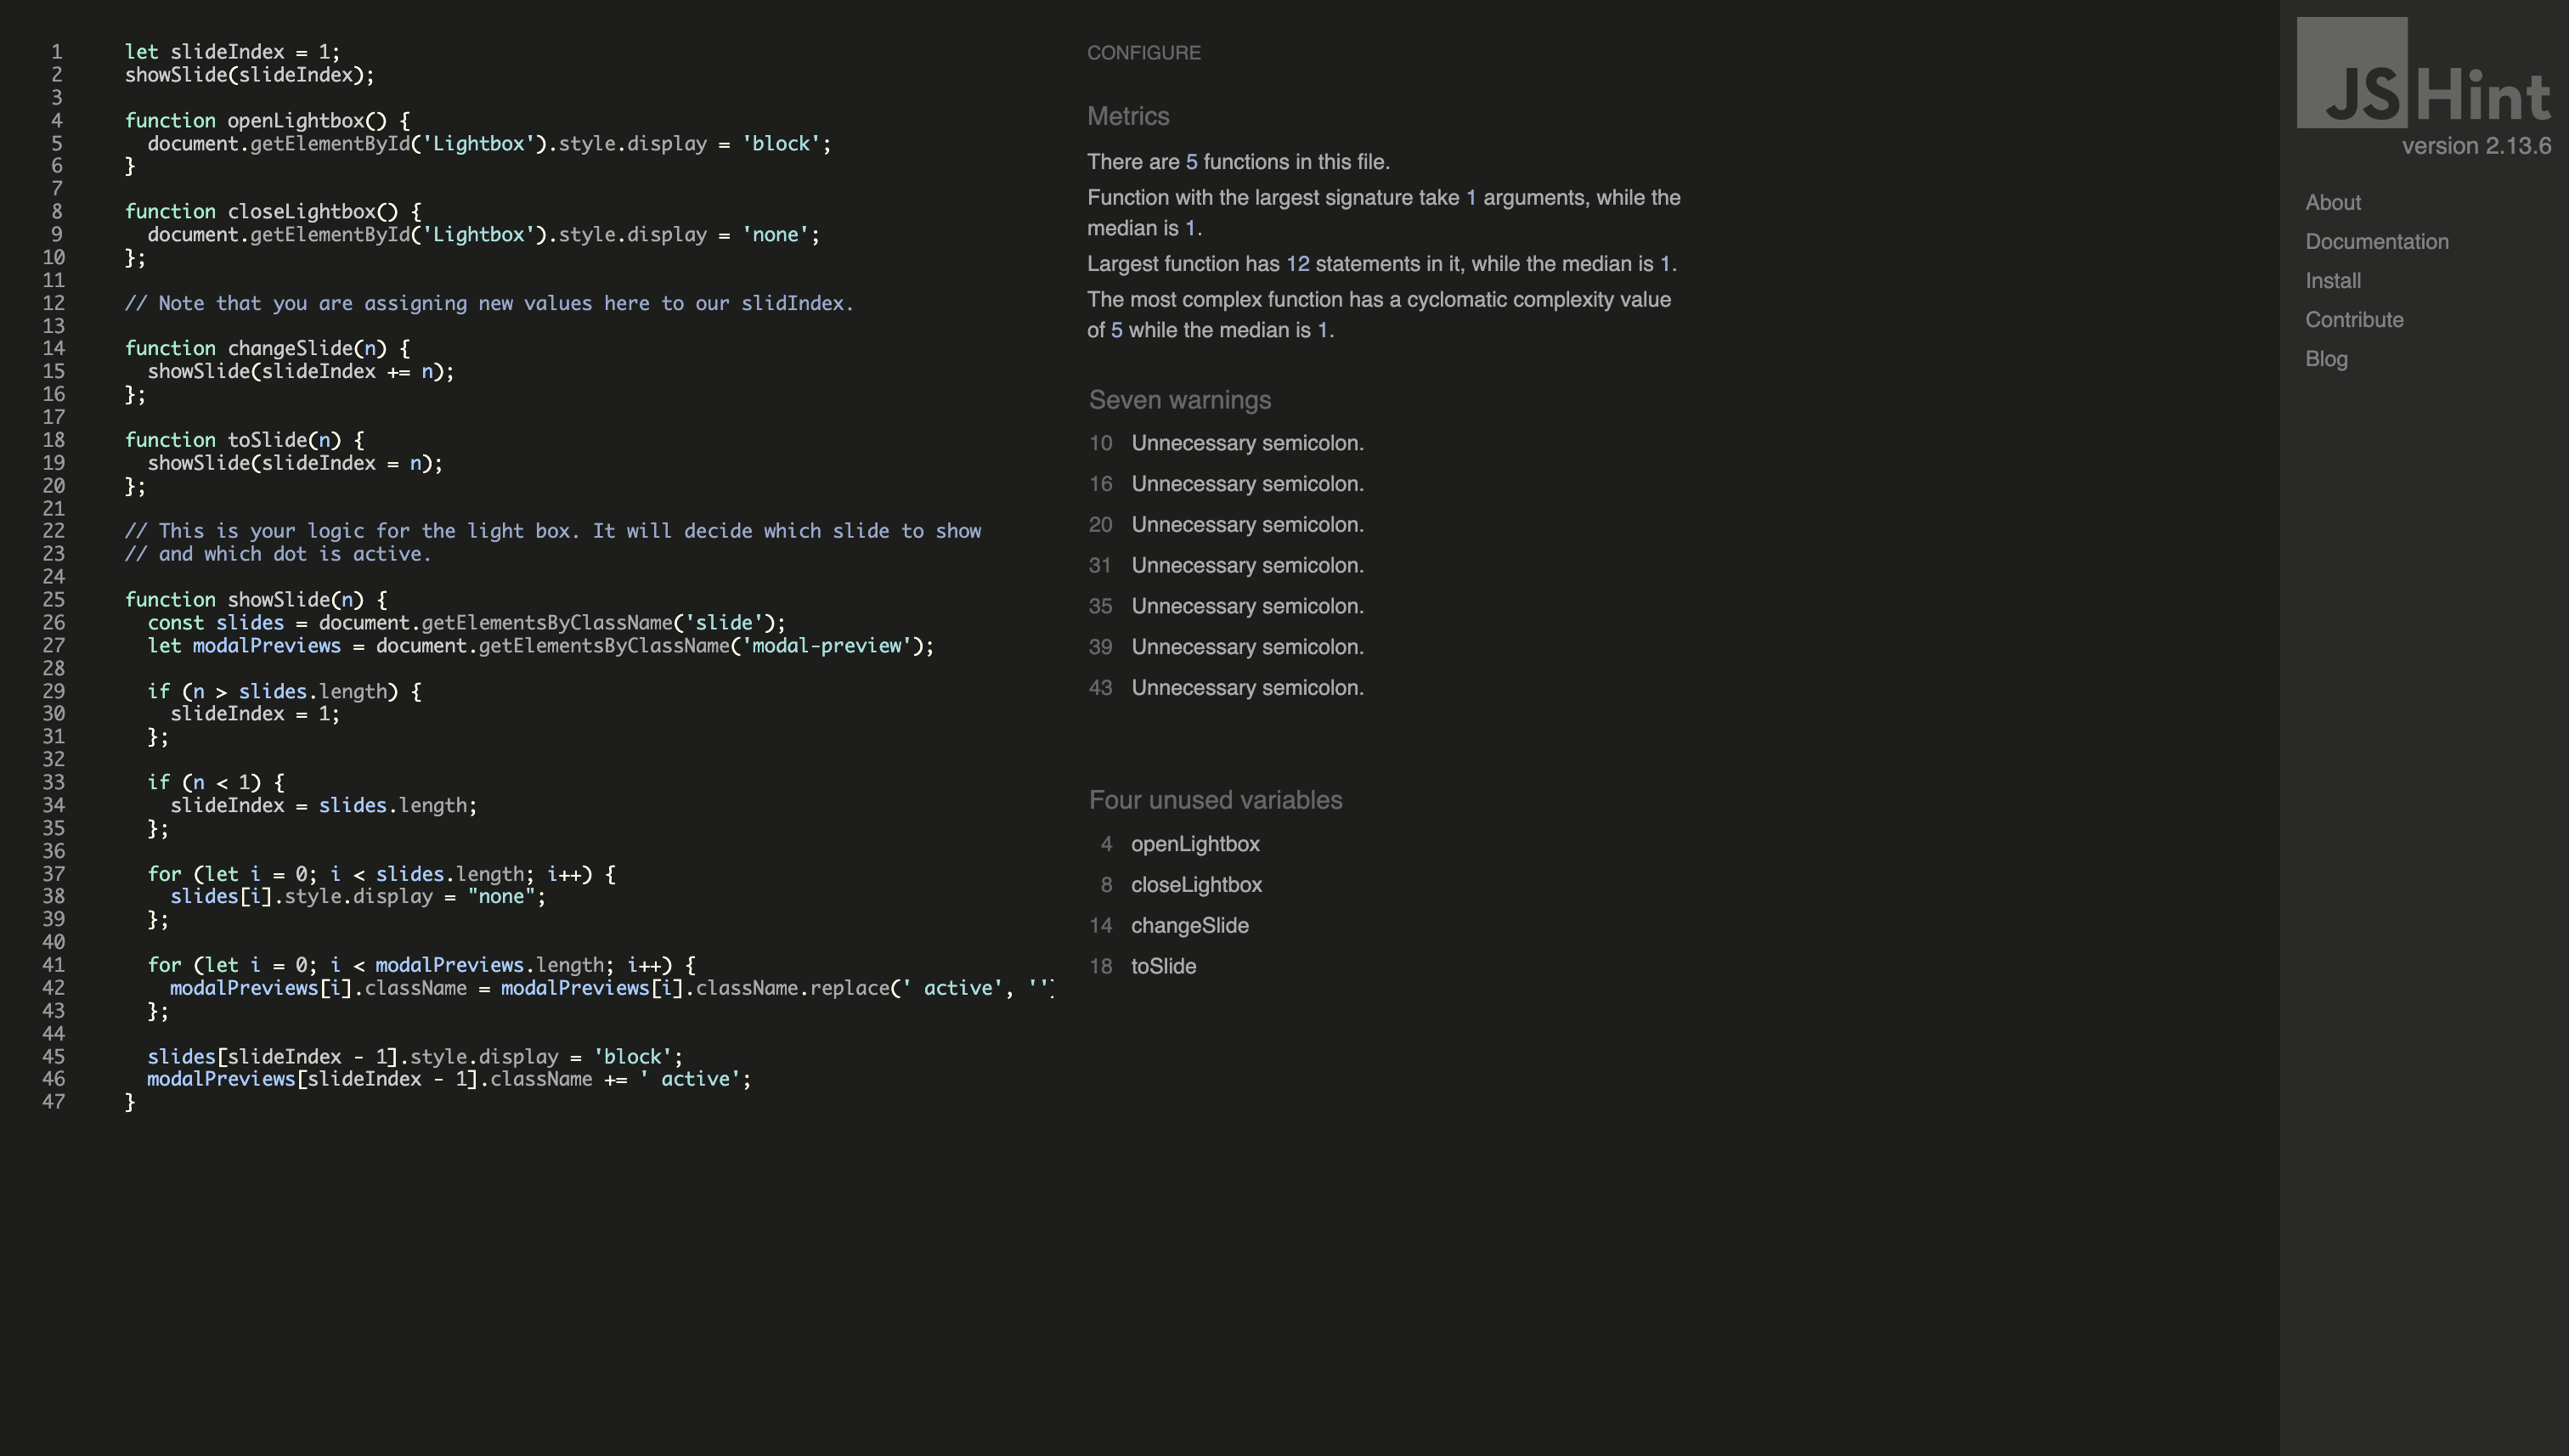 1 let slideIndex = 1;
2 showSlide(slideIndex);
3
4 function openLightbox() {
5   document.getElementById('Lightbox').style.display = 'block';
6 }
7
8 function closeLightbox() {
9   document.getElementById('Lightbox').style.display = 'none';
10 };
11
12 // Note that you are assigning new values here to our slidIndex.
13
14 function changeSlide(n) {
15   showSlide(slideIndex += n);
16 };
17
18 function toSlide(n) {
19   showSlide(slideIndex = n);
20 };
21
22 // This is your logic for the light box. It will decide which slide to show
23 // and which dot is active.
24
25 function showSlide(n) {
26   const slides = document.getElementsByClassName('slide');
27   let modalPreviews = document.getElementsByClassName('modal-preview');
28
29   if (n > slides.length) {
30     slideIndex = 1;
31   };
32
33   if (n < 1) {
34     slideIndex = slides.length;
35   };
36
37   for (let i = 0; i < slides.length; i++) {
38     slides[i].style.display = "none";
39   };
40
41   for (let i = 0; i < modalPreviews.length; i++) {
42     modalPreviews[i].className = modalPreviews[i].className.replace(' active', ''
43   };
44
45   slides[slideIndex - 1].style.display = 'block';
46   modalPreviews[slideIndex - 1].className += ' active';
47 }
CONFIGURE
Metrics
There are 5 functions in this file.
Function with the largest signature take 1 arguments, while the
median is 1.
Largest function has 12 statements in it, while the median is 1.
The most complex function has a cyclomatic complexity value
of 5 while the median is 1.
Seven warnings
10 Unnecessary semicolon.
16 Unnecessary semicolon.
20 Unnecessary semicolon.
31 Unnecessary semicolon.
35 Unnecessary semicolon.
39 Unnecessary semicolon.
43 Unnecessary semicolon.
Four unused variables
4 openLightbox
8 closeLightbox
14 changeSlide
18 toSlide
JSHint
version 2.13.6
About
Documentation
Install
Contribute
Blog